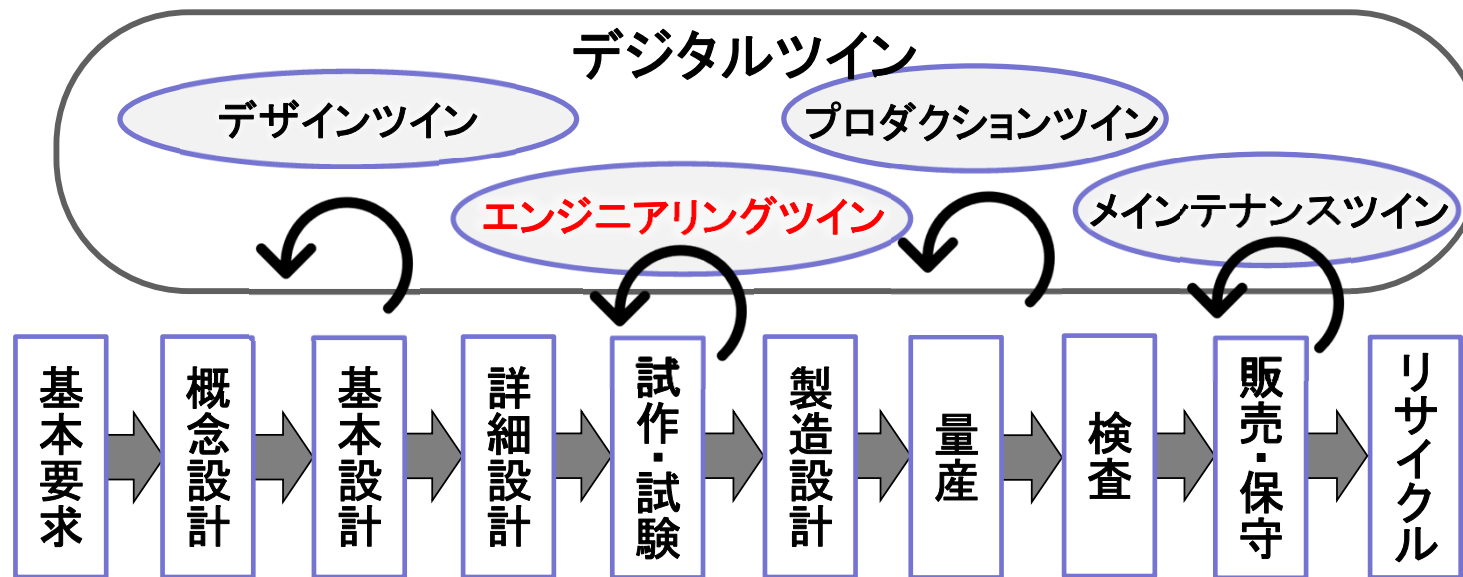 デジタルツイン
デザインツイン
プロダクションツイン
エンジニアリングツイン
メインテナンスツイン
基本要求
概念設計
基本設計
詳細設計
試作・試験
製造設計
量産
検査
販売・保守
リサイクル